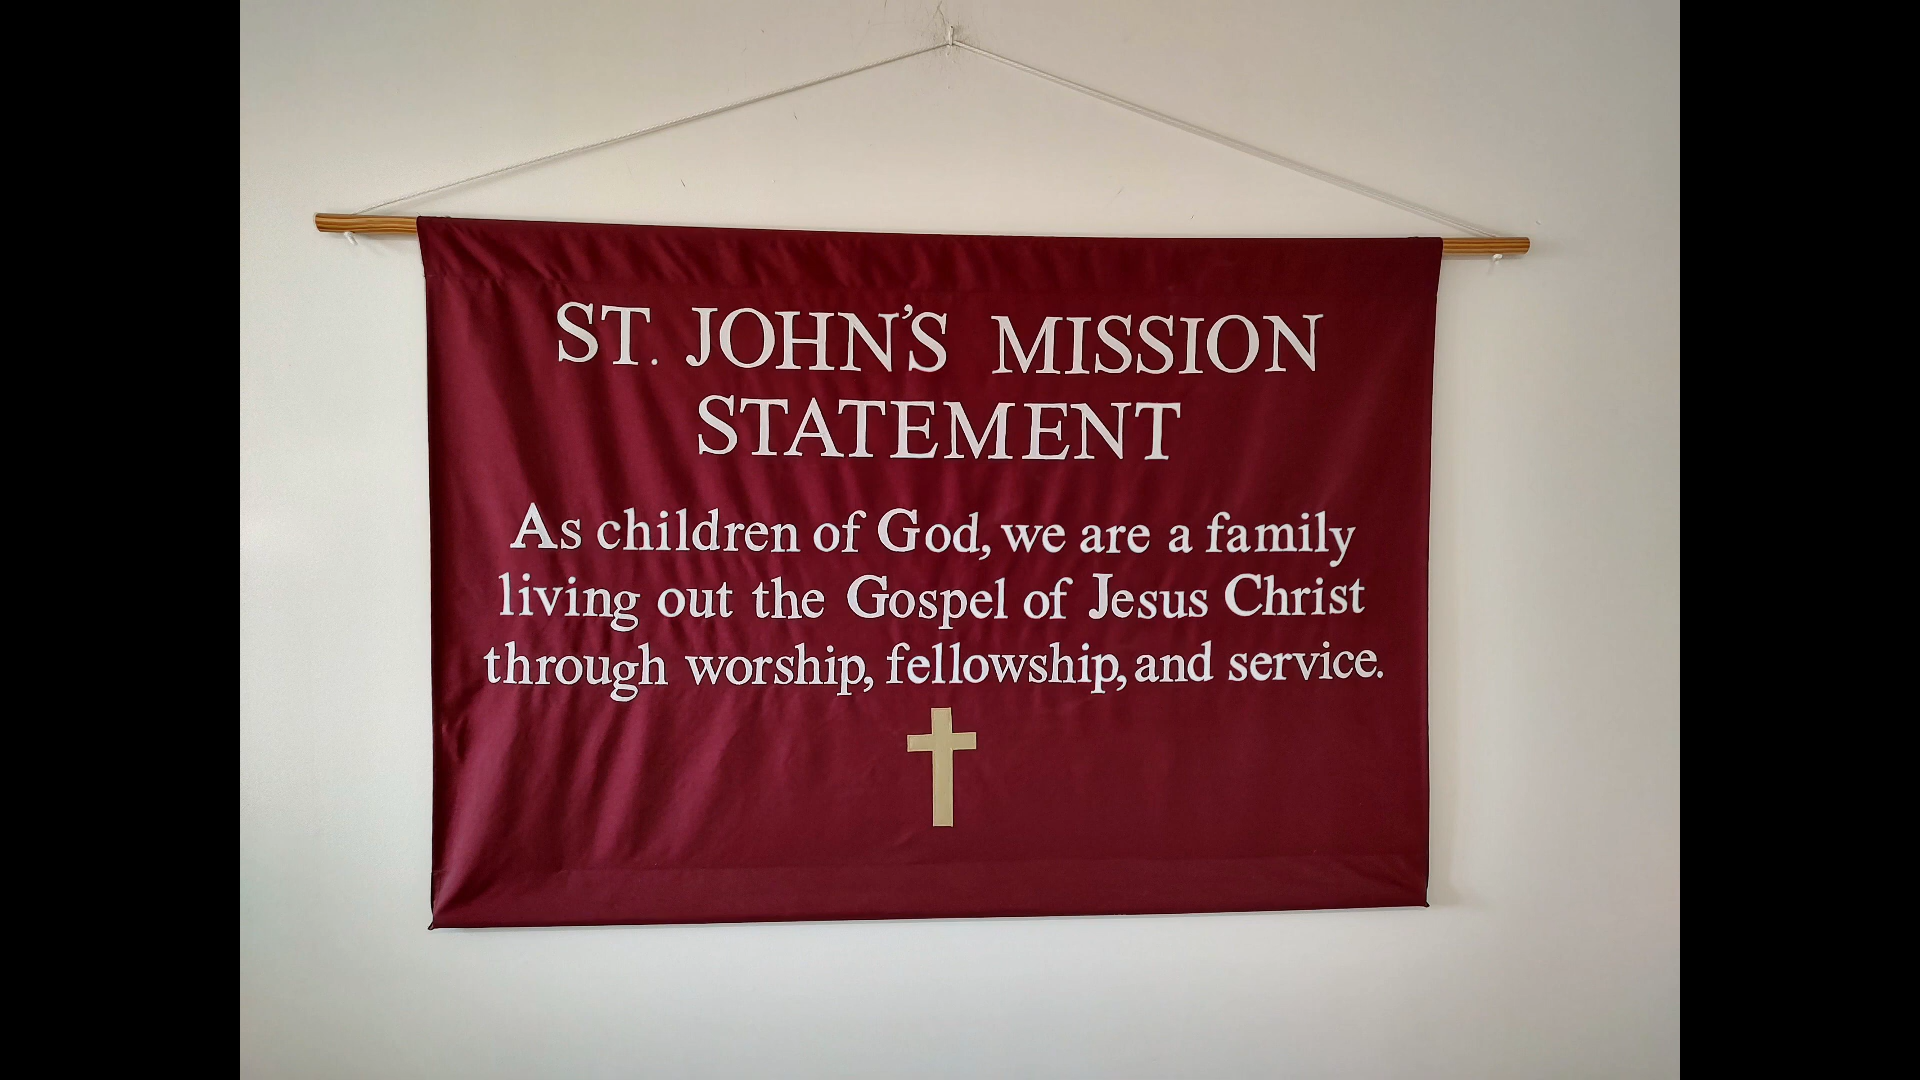 ST. JOHN'S MISSION
STATEMENT
As children of God, we are a family
living out the Gospel of Jesus Christ
through worship, fellowship, and service.